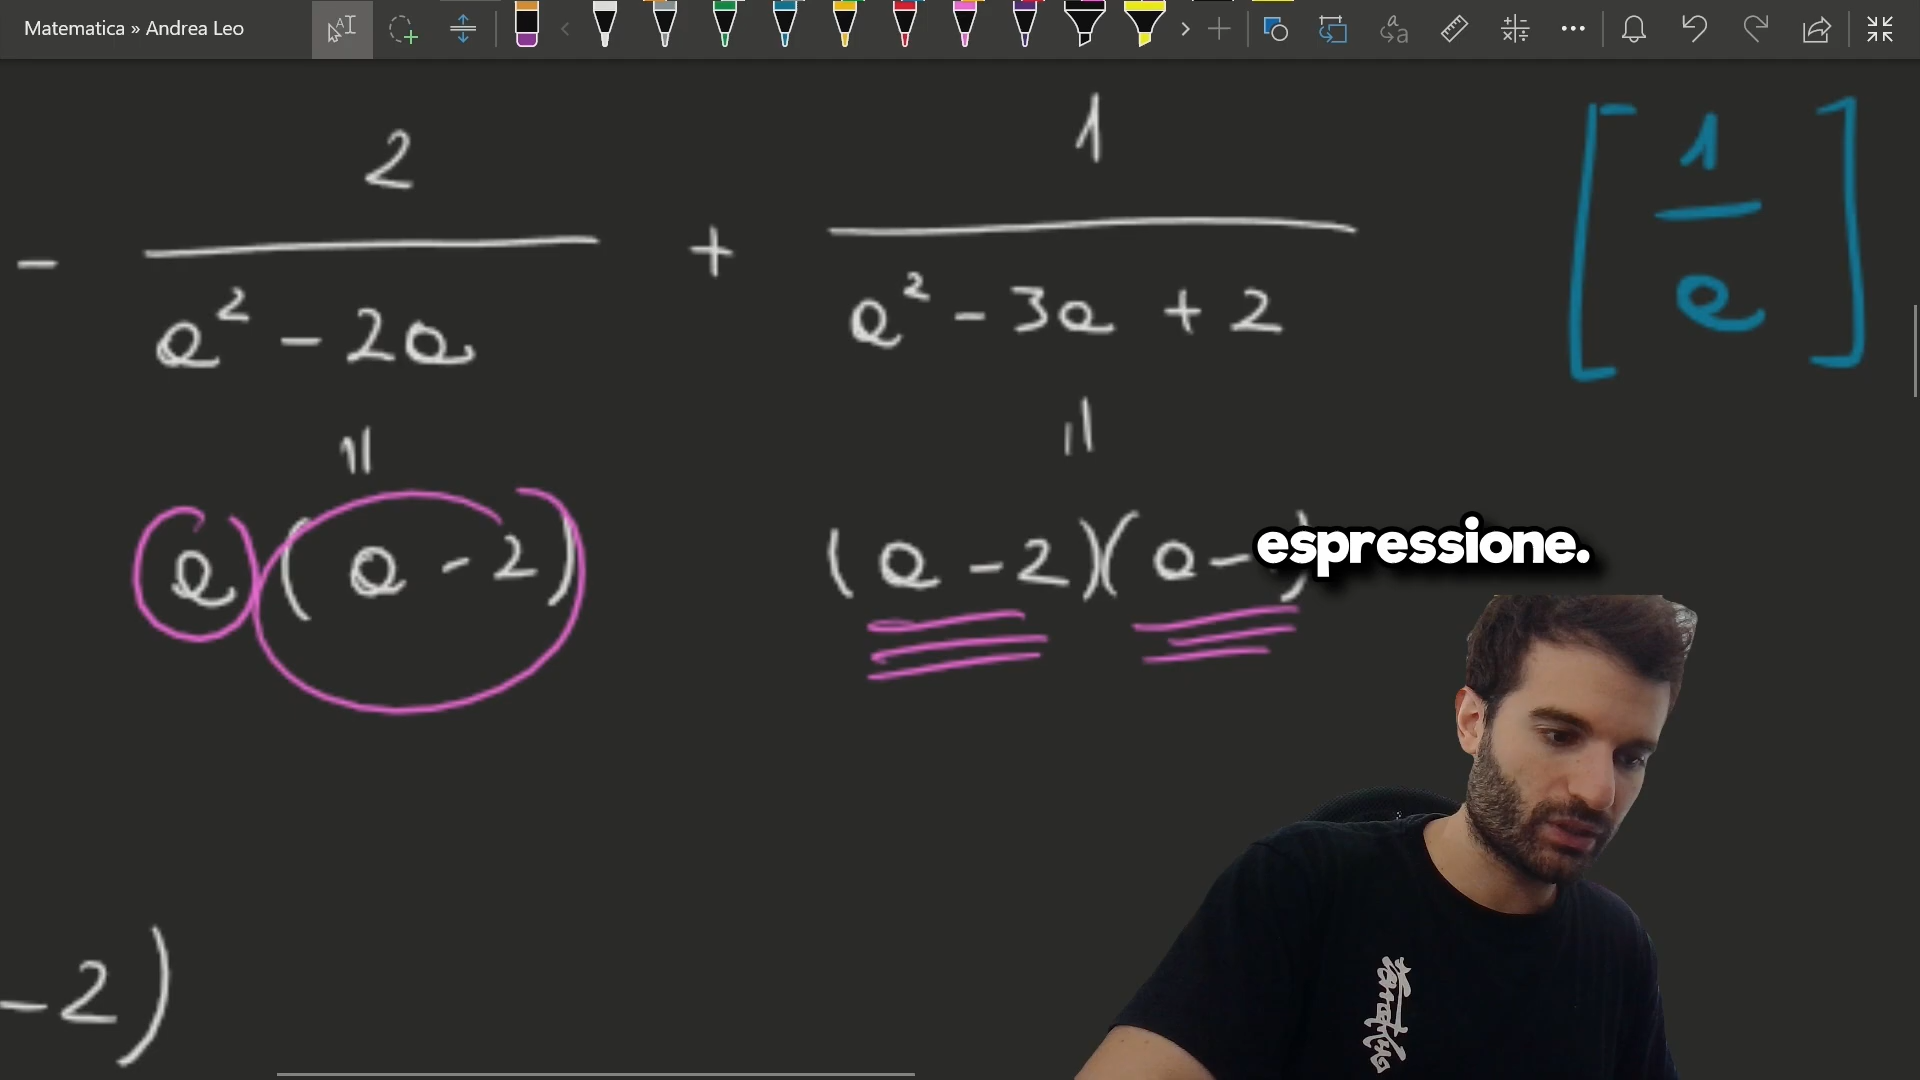 Matematica » Andrea Leo
- 2 / (a² - 2a) + 1 / (a² - 3a + 2) [1/a]
= =
a(a - 2) (a - 2)(a -
espressione.
- 2)